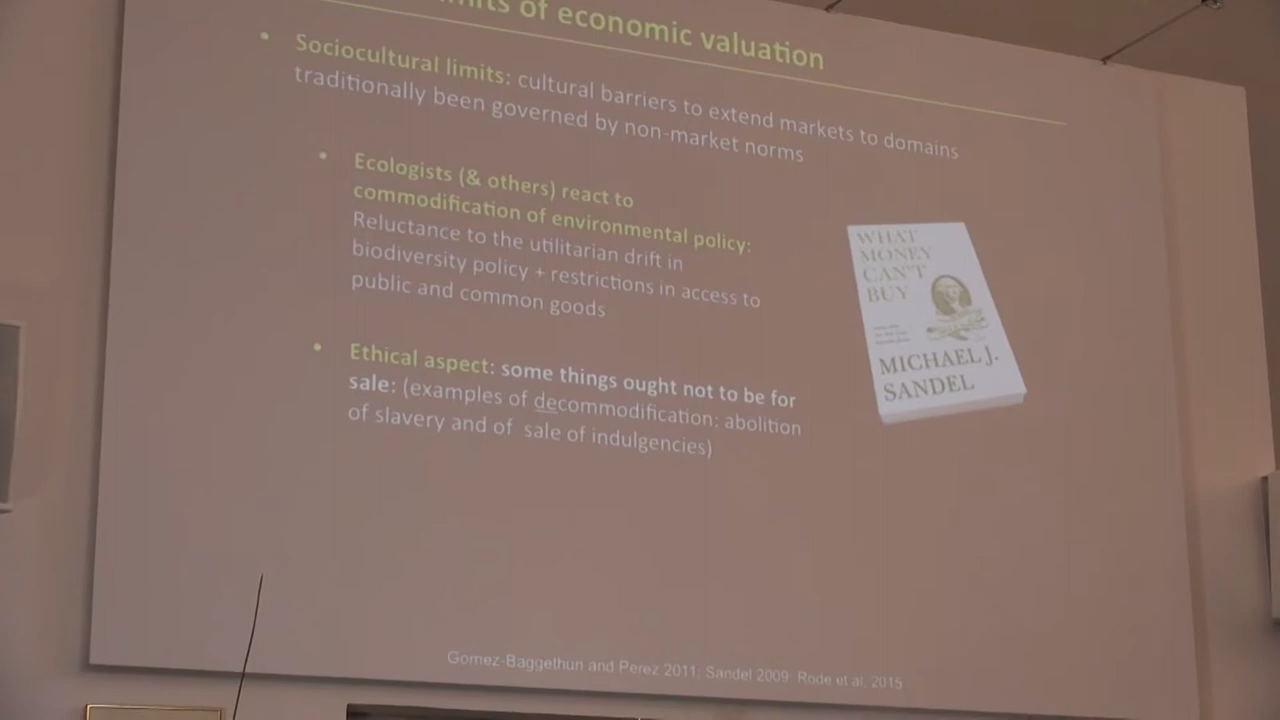 of economic valuation
• Sociocultural limits: cultural barriers to extend markets to domains
traditionally been governed by non-market norms
• Ecologists (& others) react to
commodification of environmental policy:
Reluctance to the utilitarian drift in
biodiversity policy + restrictions in access to
public and common goods
• Ethical aspect: some things ought not to be for
sale: (examples of decommodification: abolition
of slavery and of sale of indulgencies)
WHAT
MONEY
CAN'T
BUY
MICHAEL J.
SANDEL
Gomez-Baggethun and Perez 2011; Sandel 2009; Rode et al. 2015